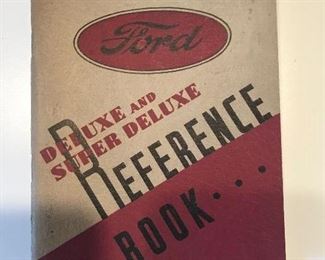 Ford
DELUXE AND
SUPER DELUXE
REFERENCE
BOOK...